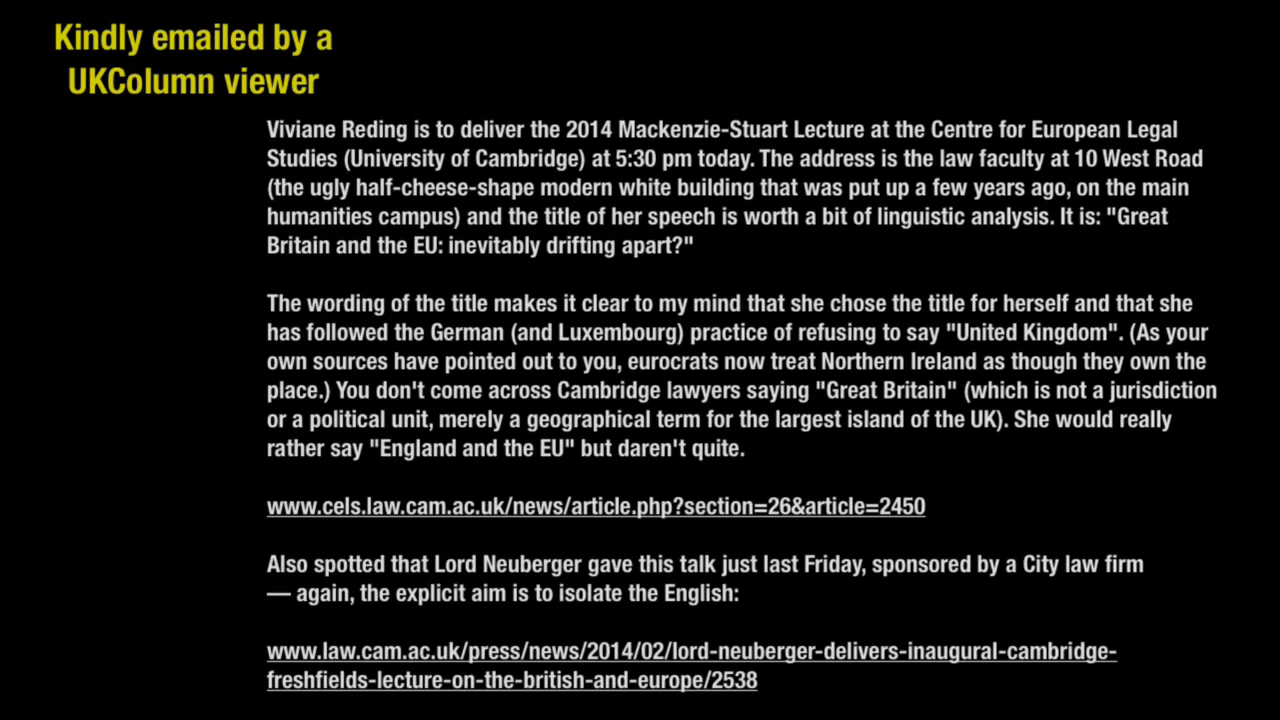 Kindly emailed by a
UKColumn viewer
Viviane Reding is to deliver the 2014 Mackenzie-Stuart Lecture at the Centre for European Legal
Studies (University of Cambridge) at 5:30 pm today. The address is the law faculty at 10 West Road
(the ugly half-cheese-shape modern white building that was put up a few years ago, on the main
humanities campus) and the title of her speech is worth a bit of linguistic analysis. It is: "Great
Britain and the EU: inevitably drifting apart?"
The wording of the title makes it clear to my mind that she chose the title for herself and that she
has followed the German (and Luxembourg) practice of refusing to say "United Kingdom". (As your
own sources have pointed out to you, eurocrats now treat Northern Ireland as though they own the
place.) You don't come across Cambridge lawyers saying "Great Britain" (which is not a jurisdiction
or a political unit, merely a geographical term for the largest island of the UK). She would really
rather say "England and the EU" but daren't quite.
www.cels.law.cam.ac.uk/news/article.php?section=26&article=2450
Also spotted that Lord Neuberger gave this talk just last Friday, sponsored by a City law firm
— again, the explicit aim is to isolate the English:
www.law.cam.ac.uk/press/news/2014/02/lord-neuberger-delivers-inaugural-cambridge-
freshfields-lecture-on-the-british-and-europe/2538